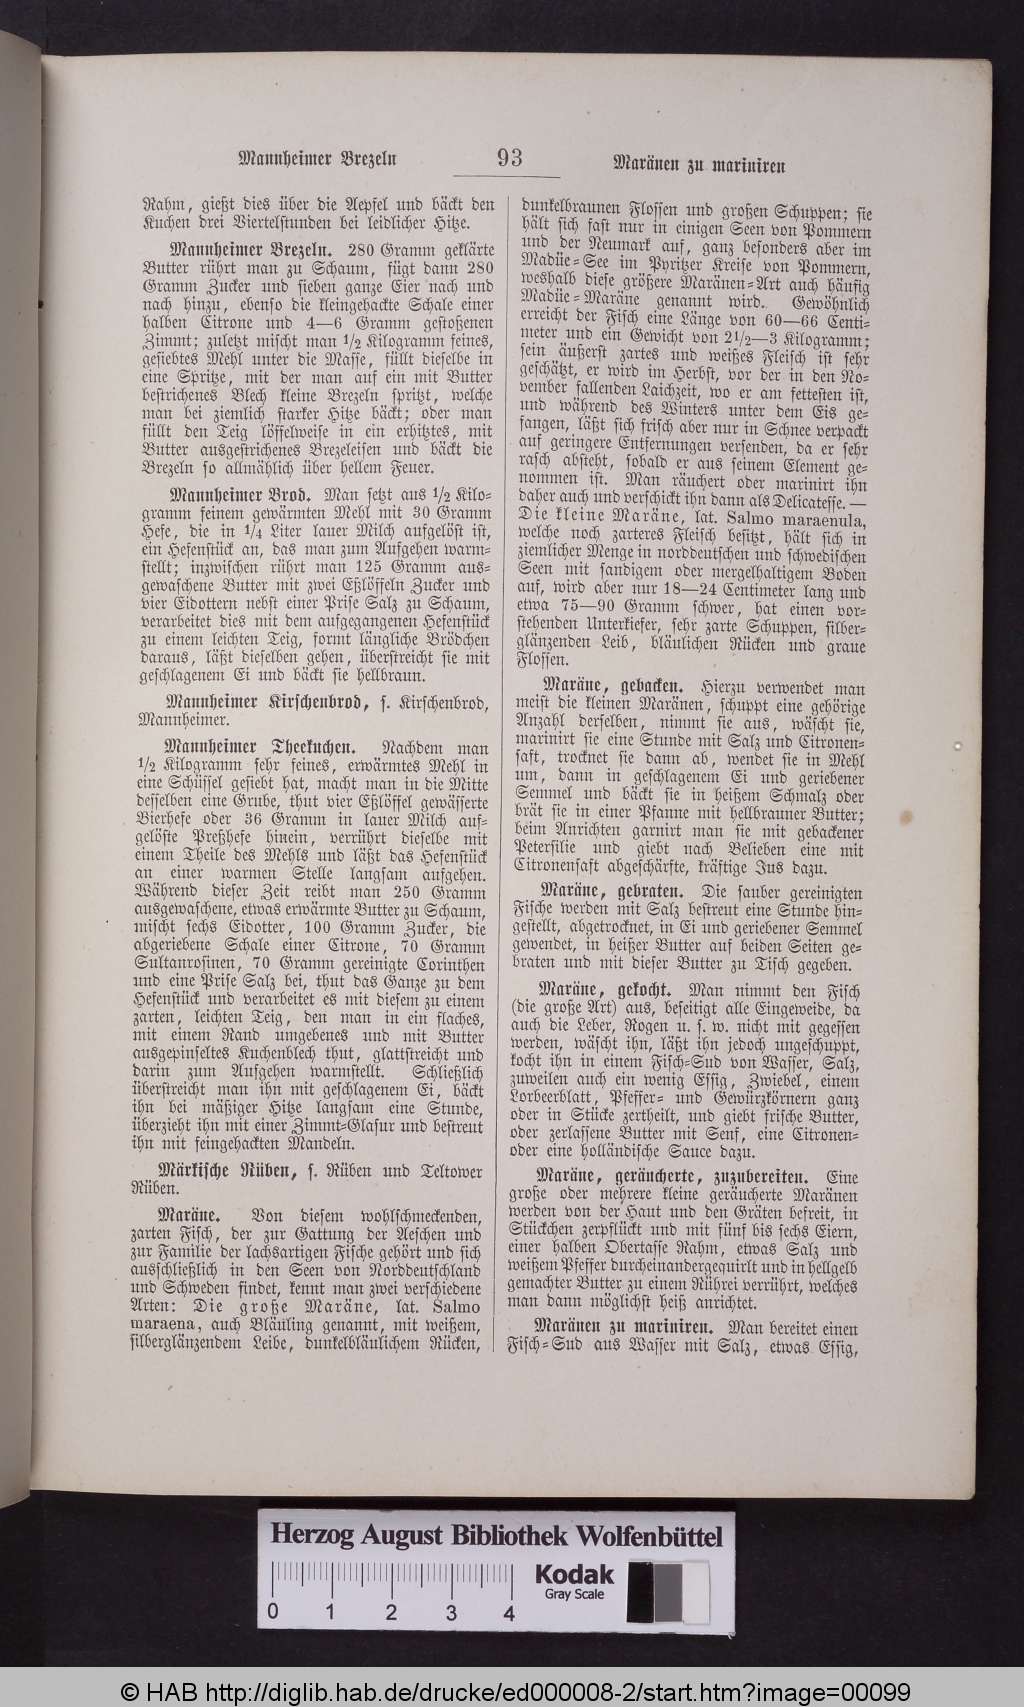 Mannheimer Brezeln
93
Maränen zu mariniren
Rahm, gießt dies über die Aepfel und bäckt den
Kuchen drei Viertelstunden bei leidlicher Hitze.
Mannheimer Brezeln. 280 Gramm geklärte
Butter rührt man zu Schaum, fügt dann 280
Gramm Zucker und sieben ganze Eier nach und
nach hinzu, ebenso die kleingehackte Schale einer
halben Citrone und 4—6 Gramm gestoßenen
Zimmt; zuletzt mischt man 1/2 Kilogramm feines,
gesiebtes Mehl unter die Masse, füllt dieselbe in
eine Spritze, mit der man auf ein mit Butter
bestrichenes Blech kleine Brezeln spritzt, welche
man bei ziemlich starker Hitze bäckt; oder man
füllt den Teig löffelweise in ein erhitztes, mit
Butter ausgestrichenes Brezeleisen und bäckt die
Brezeln so allmählich über hellem Feuer.
Mannheimer Brod. Man setzt aus 1/2 Kilo-
gramm feinem gewärmten Mehl mit 30 Gramm
Hefe, die in 1/4 Liter lauer Milch aufgelöst ist,
ein Hefenstück an, das man zum Aufgehen warm-
stellt; inzwischen rührt man 125 Gramm aus-
gewaschene Butter mit zwei Eßlöffeln Zucker und
vier Eidottern nebst einer Prise Salz zu Schaum,
verarbeitet dies mit dem aufgegangenen Hefenstück
zu einem leichten Teig, formt längliche Brödchen
daraus, läßt dieselben gehen, überstreicht sie mit
geschlagenem Ei und bäckt sie hellbraun.
Mannheimer Kirschenbrod, s. Kirschenbrod,
Mannheimer.
Mannheimer Theekuchen. Nachdem man
1/2 Kilogramm sehr feines, erwärmtes Mehl in
eine Schüssel gesiebt hat, macht man in die Mitte
desselben eine Grube, thut vier Eßlöffel gewässerte
Bierhefe oder 36 Gramm in lauer Milch auf-
gelöste Preßhefe hinein, verrührt dieselbe mit
einem Theile des Mehls und läßt das Hefenstück
an einer warmen Stelle langsam aufgehen.
Während dieser Zeit reibt man 250 Gramm
ausgewaschene, etwas erwärmte Butter zu Schaum,
mischt sechs Eidotter, 100 Gramm Zucker, die
abgeriebene Schale einer Citrone, 70 Gramm
Sultanrosinen, 70 Gramm gereinigte Corinthen
und eine Prise Salz bei, thut das Ganze zu dem
Hefenstück und verarbeitet es mit diesem zu einem
zarten, leichten Teig, den man in ein flaches,
mit einem Rand umgebenes und mit Butter
ausgepinseltes Kuchenblech thut, glattstreicht und
darin zum Aufgehen warmstellt. Schließlich
überstreicht man ihn mit geschlagenem Ei, bäckt
ihn bei mäßiger Hitze langsam eine Stunde,
überzieht ihn mit einer Zimmt-Glasur und bestreut
ihn mit feingehackten Mandeln.
Märkische Rüben, s. Rüben und Teltower
Rüben.
Maräne. Von diesem wohlschmeckenden,
zarten Fisch, der zur Gattung der Aeschen und
zur Familie der lachsartigen Fische gehört und sich
ausschließlich in den Seen von Norddeutschland
und Schweden findet, kennt man zwei verschiedene
Arten: Die große Maräne, lat. Salmo
maraena, auch Bläuling genannt, mit weißem,
silberglänzendem Leibe, dunkelbläulichem Rücken,
dunkelbraunen Flossen und großen Schuppen; sie
hält sich fast nur in einigen Seen von Pommern
und der Neumark auf, ganz besonders aber im
Madüe-See im Pyritzer Kreise von Pommern,
weshalb diese größere Maränen-Art auch häufig
Madüe-Maräne genannt wird. Gewöhnlich
erreicht der Fisch eine Länge von 60—66 Centi-
meter und ein Gewicht von 21/2—3 Kilogramm;
sein äußerst zartes und weißes Fleisch ist sehr
geschätzt, er wird im Herbst, vor der in den No-
vember fallenden Laichzeit, wo er am fettesten ist,
und während des Winters unter dem Eis ge-
fangen, läßt sich frisch aber nur in Schnee verpackt
auf geringere Entfernungen versenden, da er sehr
rasch absteht, sobald er aus seinem Element ge-
nommen ist. Man räuchert oder marinirt ihn
daher auch und verschickt ihn dann als Delicatesse. —
Die kleine Maräne, lat. Salmo maraenula,
welche noch zarteres Fleisch besitzt, hält sich in
ziemlicher Menge in norddeutschen und schwedischen
Seen mit sandigem oder mergelhaltigem Boden
auf, wird aber nur 18—24 Centimeter lang und
etwa 75—90 Gramm schwer, hat einen vor-
stehenden Unterkiefer, sehr zarte Schuppen, silber-
glänzenden Leib, bläulichen Rücken und graue
Flossen.
Maräne, gebacken. Hierzu verwendet man
meist die kleinen Maränen, schuppt eine gehörige
Anzahl derselben, nimmt sie aus, wäscht sie,
marinirt sie eine Stunde mit Salz und Citronen-
saft, trocknet sie dann ab, wendet sie in Mehl
um, dann in geschlagenem Ei und geriebener
Semmel und bäckt sie in heißem Schmalz oder
brät sie in einer Pfanne mit hellbrauner Butter;
beim Anrichten garnirt man sie mit gebackener
Petersilie und giebt nach Belieben eine mit
Citronensaft abgeschärfte, kräftige Jus dazu.
Maräne, gebraten. Die sauber gereinigten
Fische werden mit Salz bestreut eine Stunde hin-
gestellt, abgetrocknet, in Ei und geriebener Semmel
gewendet, in heißer Butter auf beiden Seiten ge-
braten und mit dieser Butter zu Tisch gegeben.
Maräne, gekocht. Man nimmt den Fisch
(die große Art) aus, beseitigt alle Eingeweide, da
auch die Leber, Rogen u. s. w. nicht mit gegessen
werden, wäscht ihn, läßt ihn jedoch ungeschuppt,
kocht ihn in einem Fisch-Sud von Wasser, Salz,
zuweilen auch ein wenig Essig, Zwiebel, einem
Lorbeerblatt, Pfeffer- und Gewürzkörnern ganz
oder in Stücke zertheilt, und giebt frische Butter,
oder zerlassene Butter mit Senf, eine Citronen-
oder eine holländische Sauce dazu.
Maräne, geräucherte, zuzubereiten. Eine
große oder mehrere kleine geräucherte Maränen
werden von der Haut und den Gräten befreit, in
Stückchen zerpflückt und mit fünf bis sechs Eiern,
einer halben Obertasse Rahm, etwas Salz und
weißem Pfeffer durcheinandergequirlt und in hellgelb
gemachter Butter zu einem Rührei verrührt, welches
man dann möglichst heiß anrichtet.
Maränen zu mariniren. Man bereitet einen
Fisch-Sud aus Wasser mit Salz, etwas Essig,
Herzog August Bibliothek Wolfenbüttel
Kodak
Gray Scale
0 1 2 3 4
© HAB http://diglib.hab.de/drucke/ed000008-2/start.htm?image=00099